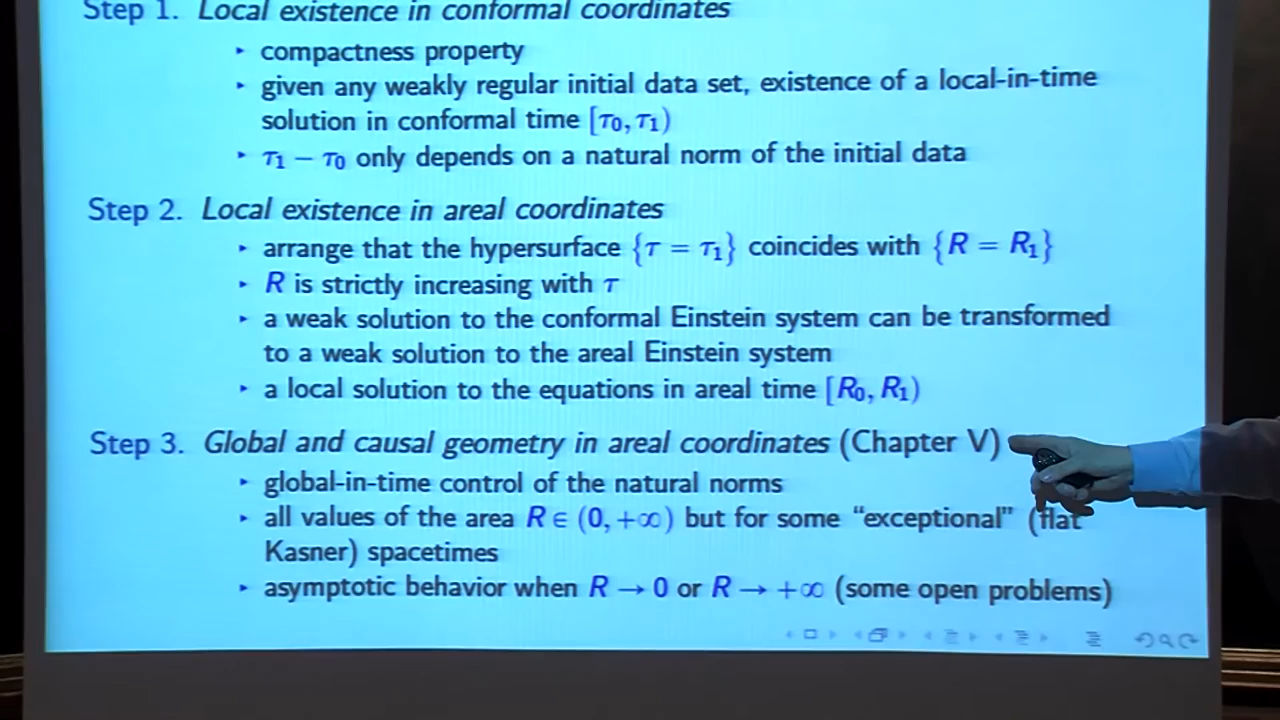 Step 1. Local existence in conformal coordinates
‣ compactness property
‣ given any weakly regular initial data set, existence of a local-in-time
solution in conformal time [τ₀, τ₁)
‣ τ₁ − τ₀ only depends on a natural norm of the initial data
Step 2. Local existence in areal coordinates
‣ arrange that the hypersurface {τ = τ₁} coincides with {R = R₁}
‣ R is strictly increasing with τ
‣ a weak solution to the conformal Einstein system can be transformed
to a weak solution to the areal Einstein system
‣ a local solution to the equations in areal time [R₀, R₁)
Step 3. Global and causal geometry in areal coordinates (Chapter V)
‣ global-in-time control of the natural norms
‣ all values of the area R ∈ (0, +∞) but for some “exceptional” (flat
Kasner) spacetimes
‣ asymptotic behavior when R → 0 or R → +∞ (some open problems)